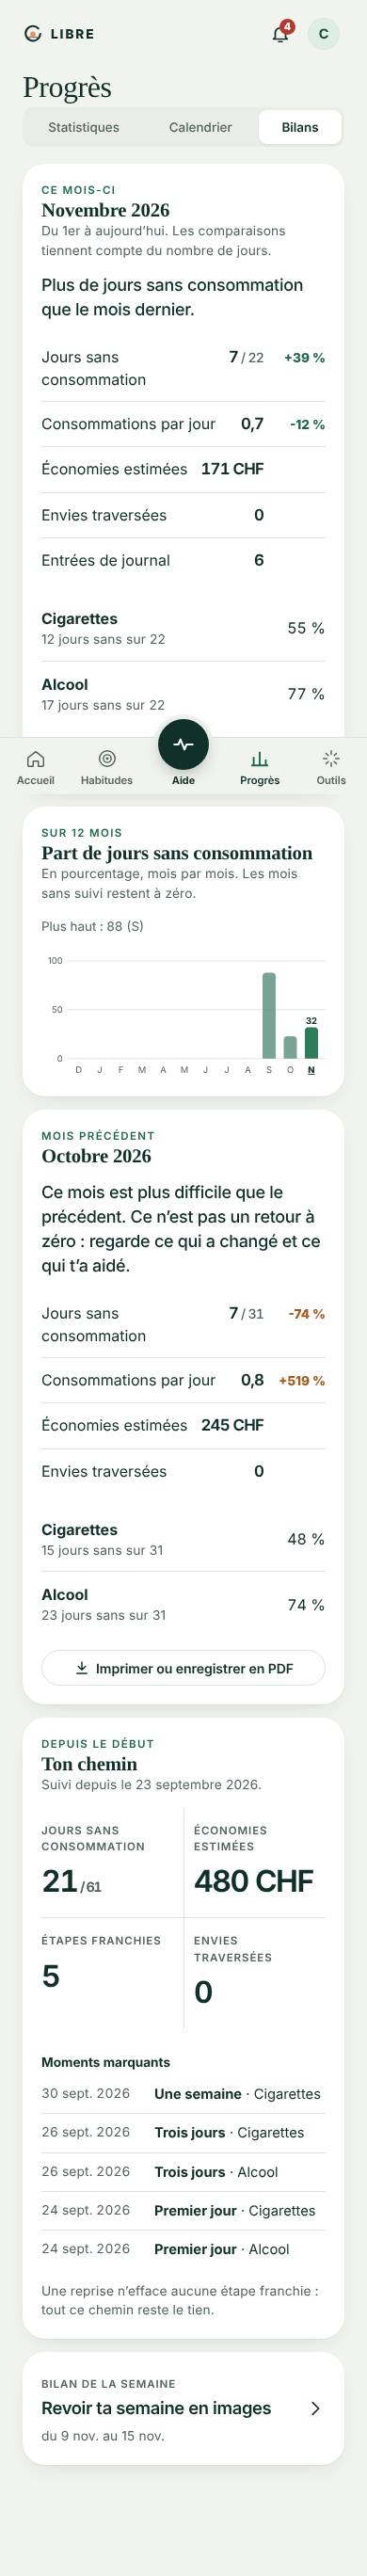 LIBRE
4
C
Progrès
Statistiques
Calendrier
Bilans
CE MOIS-CI
Novembre 2026
Du 1er à aujourd’hui. Les comparaisons
tiennent compte du nombre de jours.
Plus de jours sans consommation
que le mois dernier.
Jours sans
consommation
7 / 22
+39 %
Consommations par jour
0,7
-12 %
Économies estimées
171 CHF
Envies traversées
0
Entrées de journal
6
Cigarettes
12 jours sans sur 22
55 %
Alcool
17 jours sans sur 22
77 %
Accueil
Habitudes
Aide
Progrès
Outils
SUR 12 MOIS
Part de jours sans consommation
En pourcentage, mois par mois. Les mois
sans suivi restent à zéro.
Plus haut : 88 (S)
100
50
0
32
D J F M A M J J A S O N
MOIS PRÉCÉDENT
Octobre 2026
Ce mois est plus difficile que le
précédent. Ce n’est pas un retour à
zéro : regarde ce qui a changé et ce
qui t’a aidé.
Jours sans
consommation
7 / 31
-74 %
Consommations par jour
0,8
+519 %
Économies estimées
245 CHF
Envies traversées
0
Cigarettes
15 jours sans sur 31
48 %
Alcool
23 jours sans sur 31
74 %
Imprimer ou enregistrer en PDF
DEPUIS LE DÉBUT
Ton chemin
Suivi depuis le 23 septembre 2026.
JOURS SANS
CONSOMMATION
21 / 61
ÉCONOMIES
ESTIMÉES
480 CHF
ÉTAPES FRANCHIES
5
ENVIES
TRAVERSÉES
0
Moments marquants
30 sept. 2026 Une semaine · Cigarettes
26 sept. 2026 Trois jours · Cigarettes
26 sept. 2026 Trois jours · Alcool
24 sept. 2026 Premier jour · Cigarettes
24 sept. 2026 Premier jour · Alcool
Une reprise n’efface aucune étape franchie :
tout ce chemin reste le tien.
BILAN DE LA SEMAINE
Revoir ta semaine en images
du 9 nov. au 15 nov.